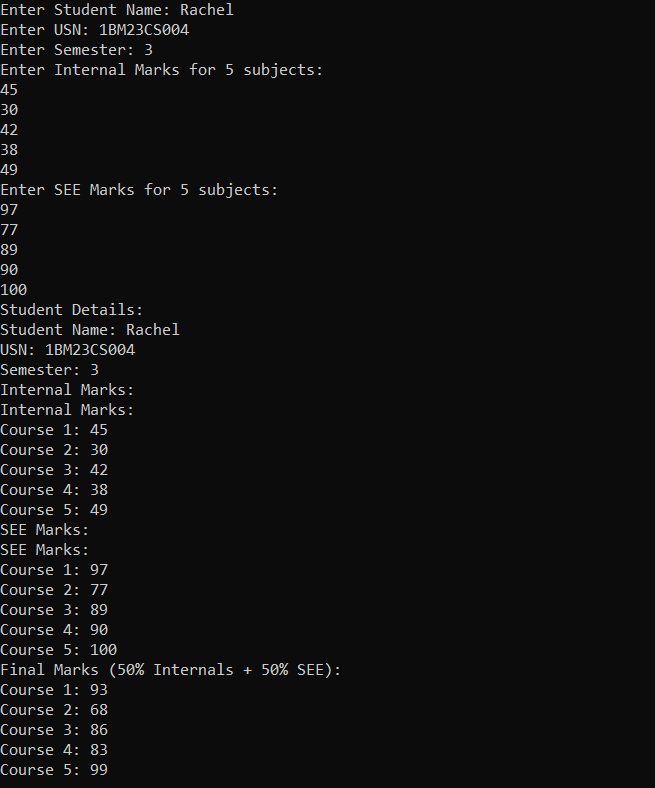 Enter Student Name: Rachel
Enter USN: 1BM23CS004
Enter Semester: 3
Enter Internal Marks for 5 subjects:
45
30
42
38
49
Enter SEE Marks for 5 subjects:
97
77
89
90
100
Student Details:
Student Name: Rachel
USN: 1BM23CS004
Semester: 3
Internal Marks:
Internal Marks:
Course 1: 45
Course 2: 30
Course 3: 42
Course 4: 38
Course 5: 49
SEE Marks:
SEE Marks:
Course 1: 97
Course 2: 77
Course 3: 89
Course 4: 90
Course 5: 100
Final Marks (50% Internals + 50% SEE):
Course 1: 93
Course 2: 68
Course 3: 86
Course 4: 83
Course 5: 99